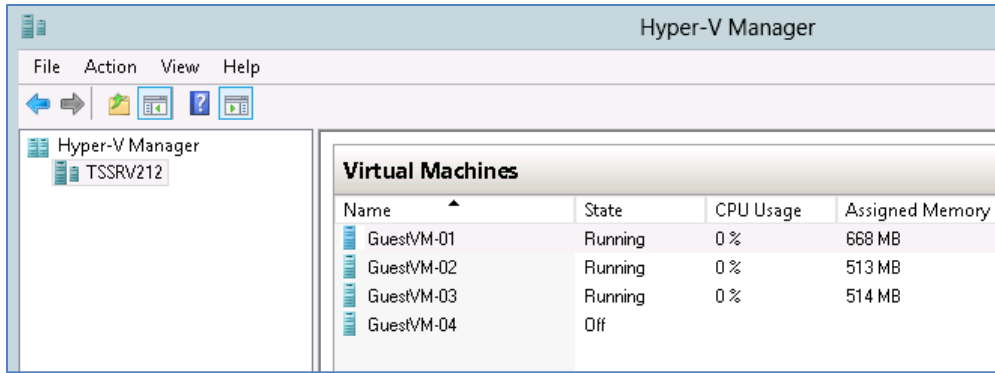 Hyper-V Manager
File Action View Help
Hyper-V Manager
TSSRV212
Virtual Machines
Name State CPU Usage Assigned Memory
GuestVM-01 Running 0 % 668 MB
GuestVM-02 Running 0 % 513 MB
GuestVM-03 Running 0 % 514 MB
GuestVM-04 Off